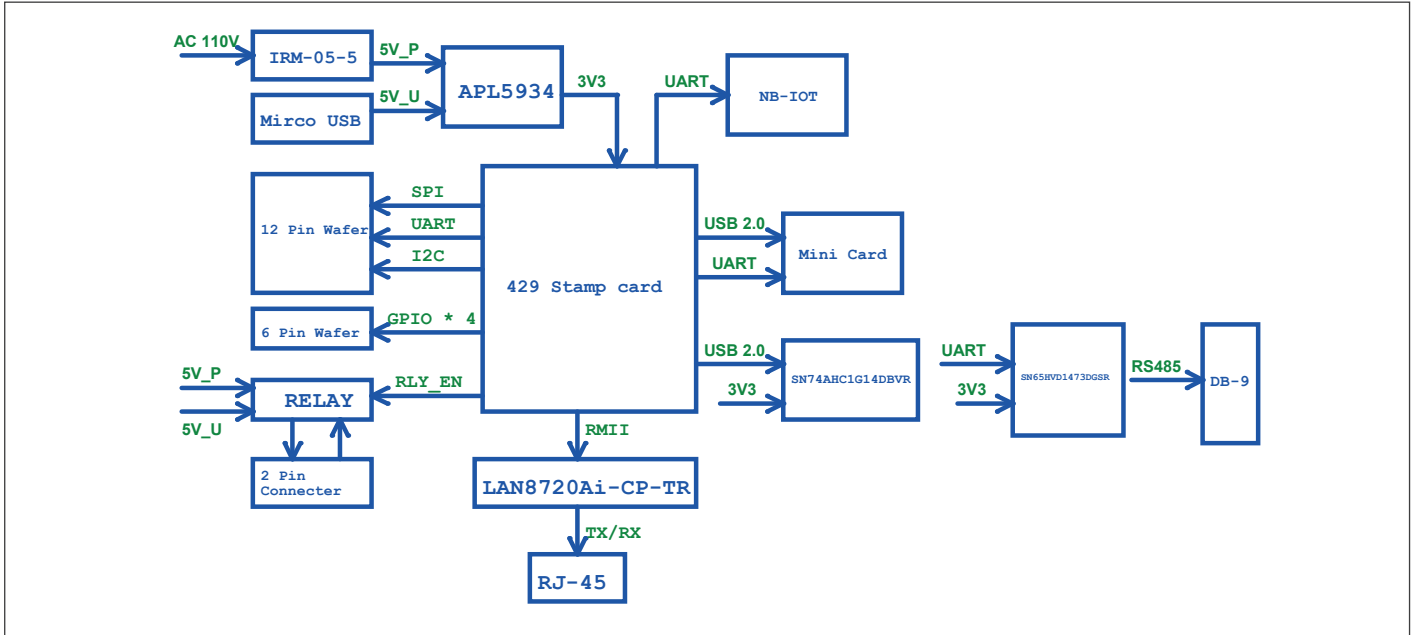 AC 110V
IRM-05-5
5V_P
Mirco USB
5V_U
APL5934
3V3
UART
NB-IOT
12 Pin Wafer
SPI
UART
I2C
429 Stamp card
USB 2.0
UART
Mini Card
6 Pin Wafer
GPIO * 4
USB 2.0
3V3
SN74AHC1G14DBVR
UART
3V3
SN65HVD1473DGSR
RS485
DB-9
5V_P
5V_U
RELAY
RLY_EN
2 Pin
Connecter
RMII
LAN8720Ai-CP-TR
TX/RX
RJ-45